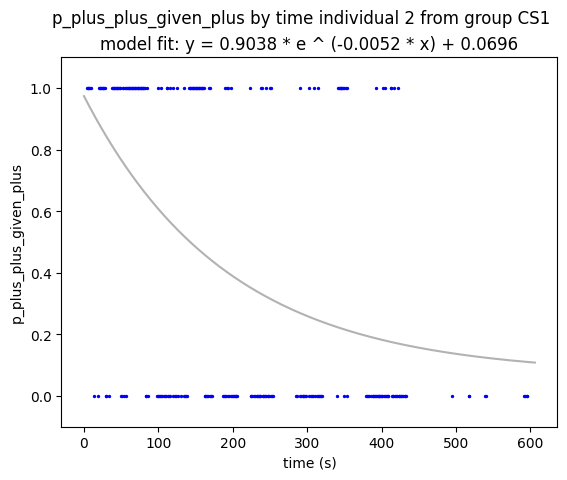 p_plus_plus_given_plus by time individual 2 from group CS1
model fit: y = 0.9038 * e ^ (-0.0052 * x) + 0.0696
p_plus_plus_given_plus
1.0
0.8
0.6
0.4
0.2
0.0
0 100 200 300 400 500 600
time (s)